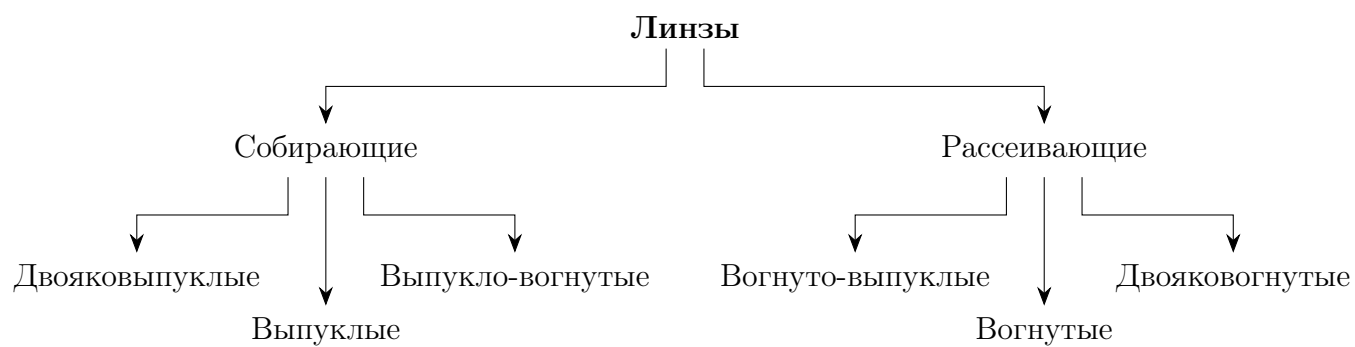 Линзы
Собирающие Рассеивающие
Двояковыпуклые Выпукло-вогнутые Вогнуто-выпуклые Двояковогнутые
Выпуклые Вогнутые